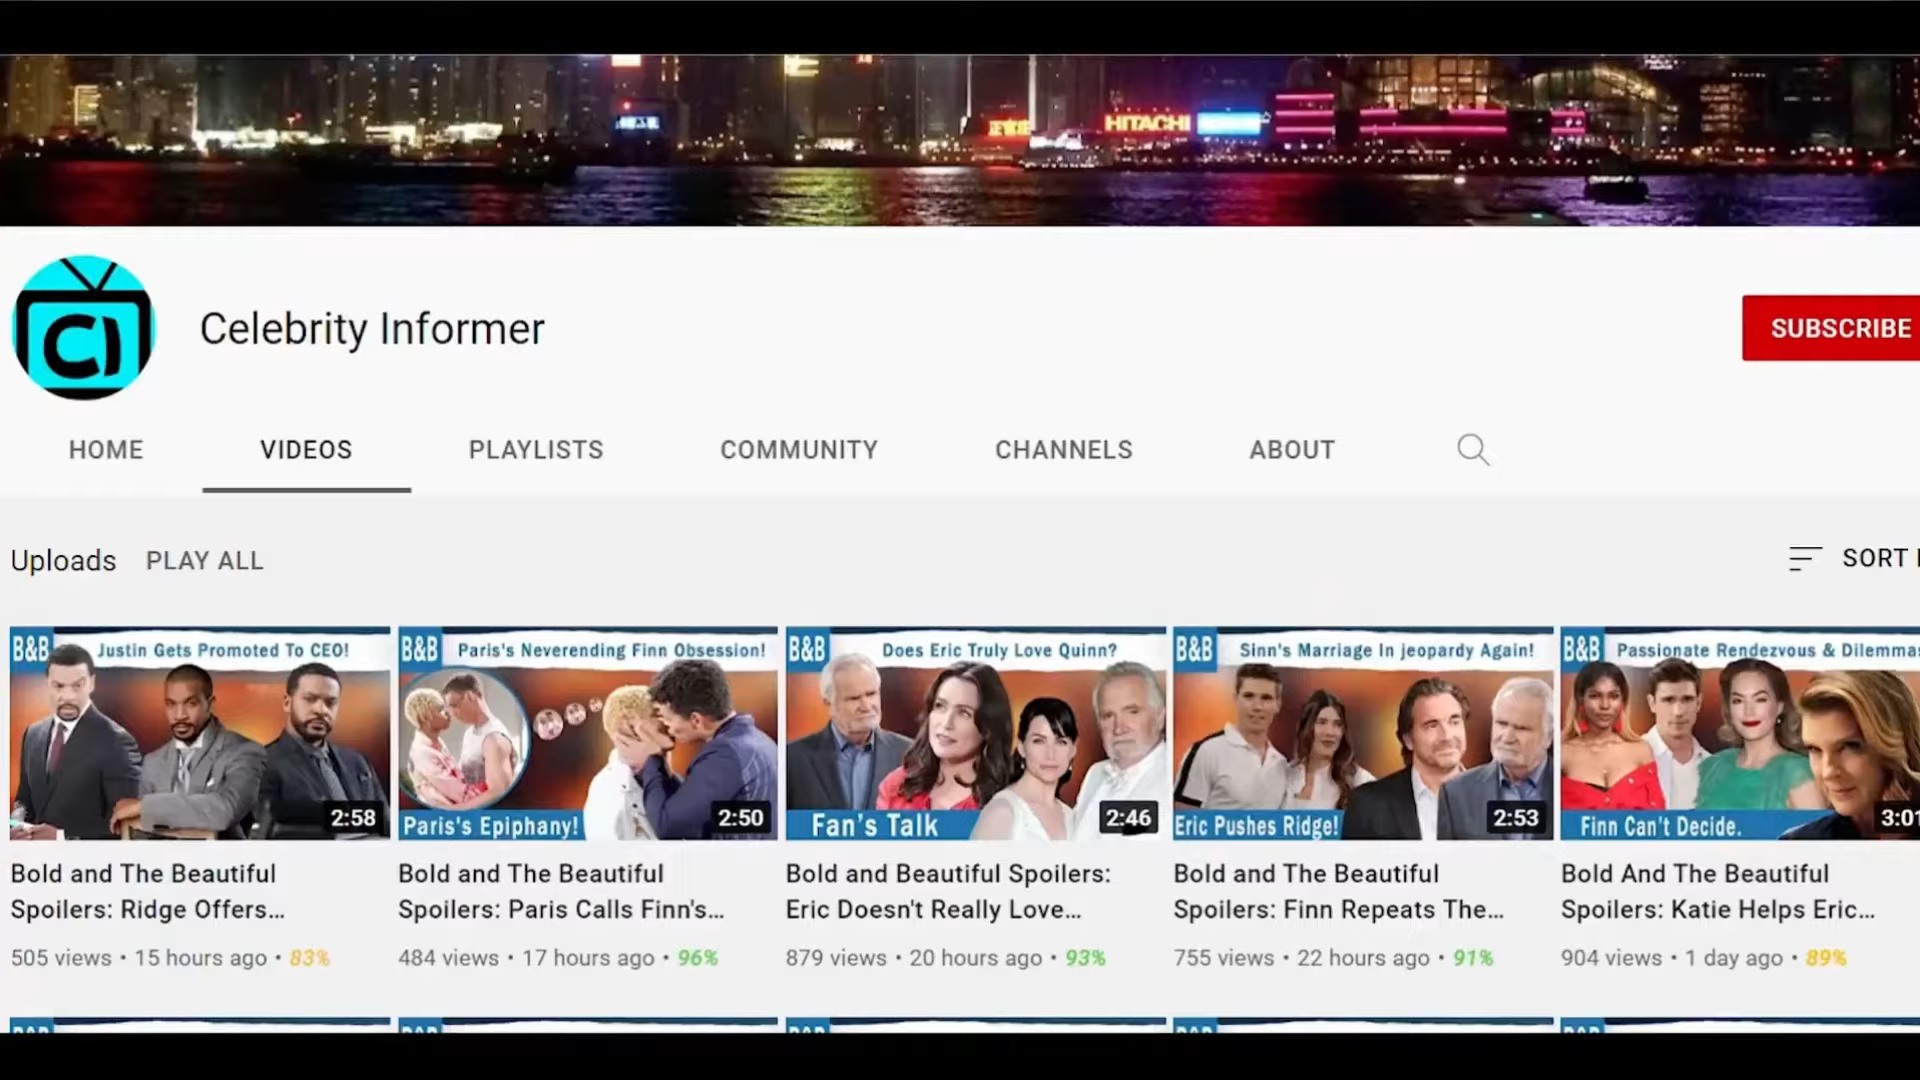 HITACHI
CI
Celebrity Informer
SUBSCRIBE
HOME
VIDEOS
PLAYLISTS
COMMUNITY
CHANNELS
ABOUT
Uploads
PLAY ALL
SORT
B&B
Justin Gets Promoted To CEO!
2:58
B&B
Paris's Neverending Finn Obsession!
Paris's Epiphany!
2:50
B&B
Does Eric Truly Love Quinn?
Fan's Talk
2:46
B&B
Sinn's Marriage In jeopardy Again!
Eric Pushes Ridge!
2:53
B&B
Passionate Rendezvous & Dilemmas
Finn Can't Decide.
3:01
Bold and The Beautiful
Spoilers: Ridge Offers...
505 views • 15 hours ago • 83%
Bold and The Beautiful
Spoilers: Paris Calls Finn's...
484 views • 17 hours ago • 96%
Bold and Beautiful Spoilers:
Eric Doesn't Really Love...
879 views • 20 hours ago • 93%
Bold and The Beautiful
Spoilers: Finn Repeats The...
755 views • 22 hours ago • 91%
Bold And The Beautiful
Spoilers: Katie Helps Eric...
904 views • 1 day ago • 89%
B&B
B&B
B&B
B&B
B&B